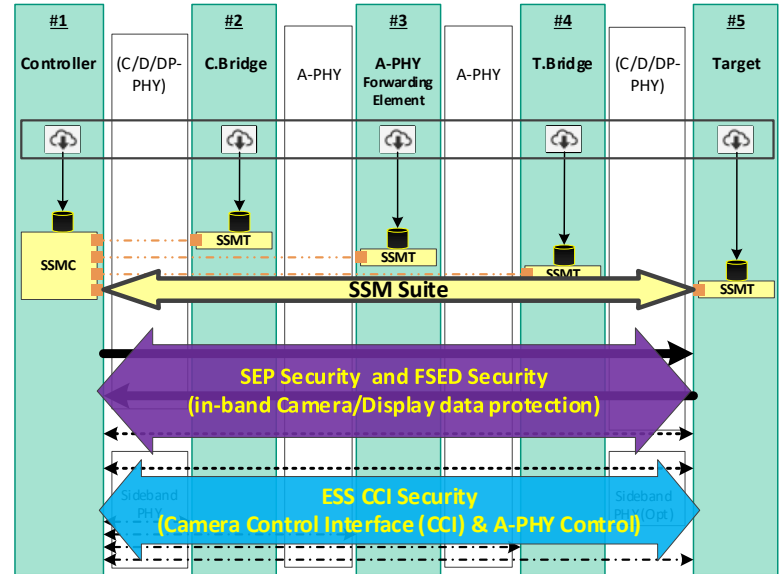 #1
#2
#3
#4
#5
Controller
(C/D/DP-
PHY)
C.Bridge
A-PHY
A-PHY
Forwarding
Element
A-PHY
T.Bridge
(C/D/DP-
PHY)
Target
SSMC
SSMT
SSMT
SSMT
SSMT
SSM Suite
SEP Security and FSED Security
(in-band Camera/Display data protection)
Sideband
PHY
Sideband
PHY(Opt)
ESS CCI Security
(Camera Control Interface (CCI) & A-PHY Control)